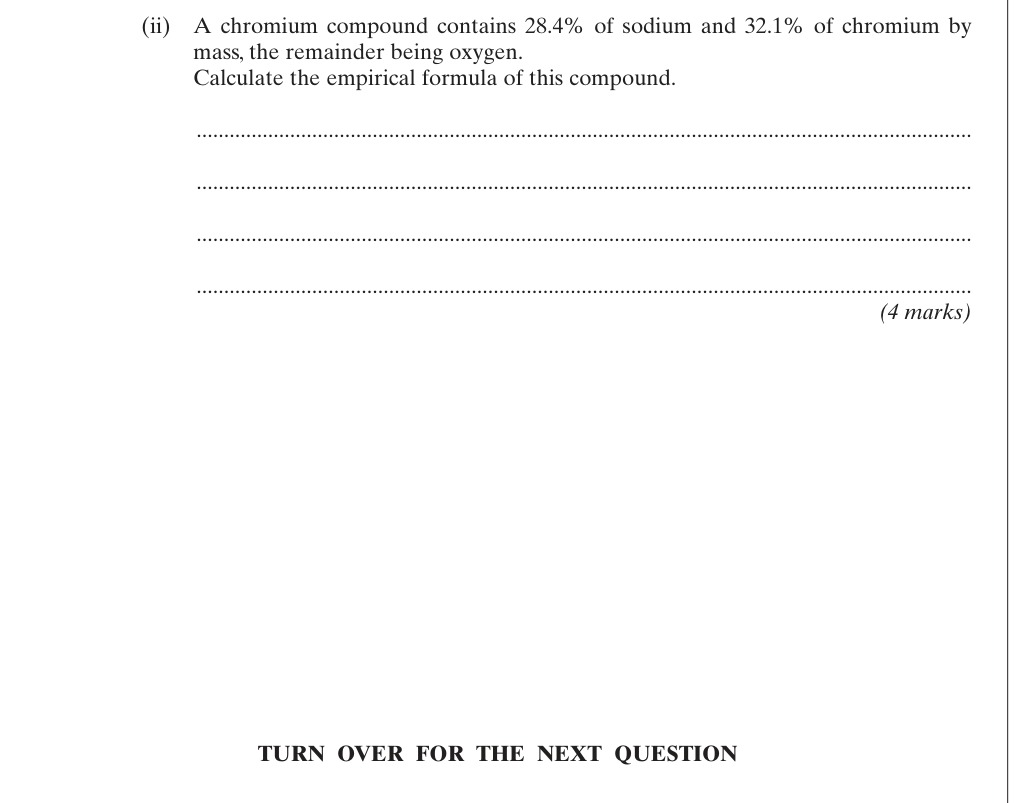 (ii) A chromium compound contains 28.4% of sodium and 32.1% of chromium by
mass, the remainder being oxygen.
Calculate the empirical formula of this compound.
................................................................................
................................................................................
................................................................................
................................................................................
(4 marks)
TURN OVER FOR THE NEXT QUESTION